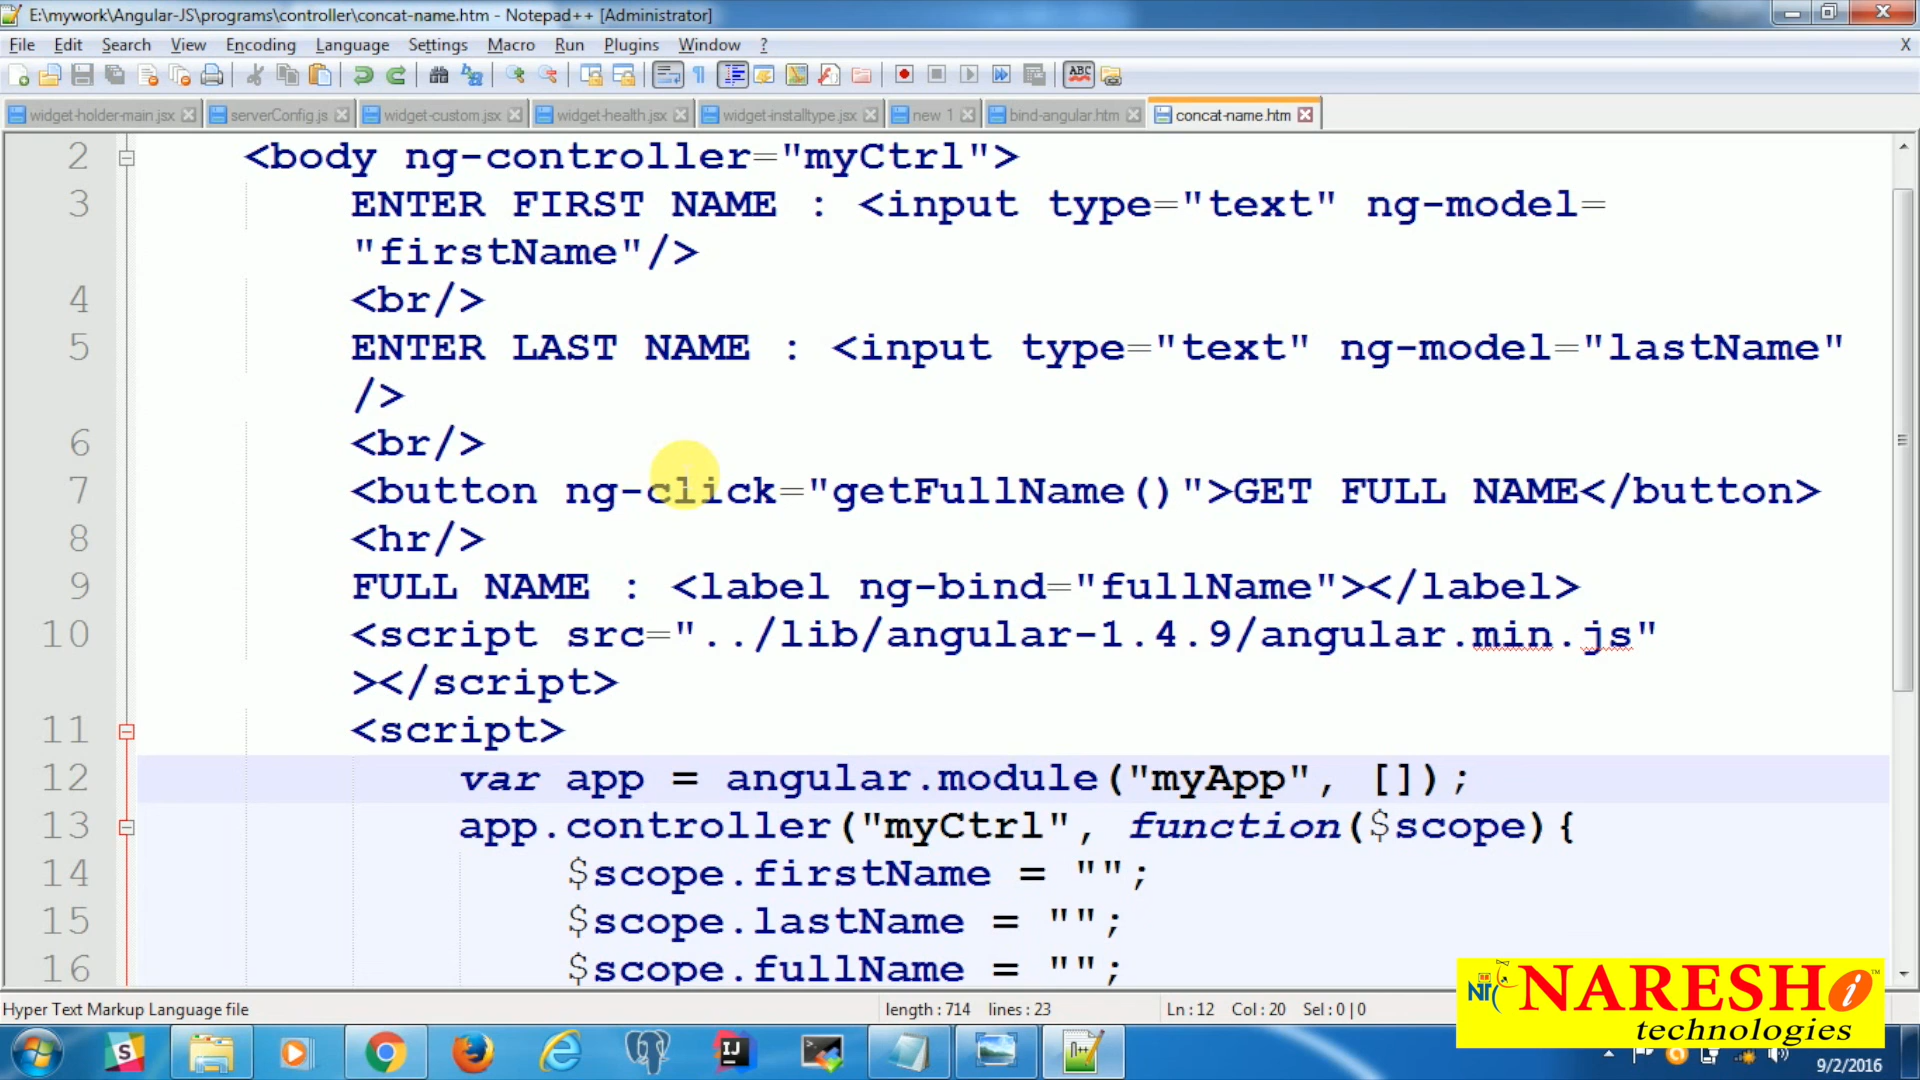 E:\mywork\Angular-JS\programs\controller\concat-name.htm - Notepad++ [Administrator]
File Edit Search View Encoding Language Settings Macro Run Plugins Window ? X
ABC
widget-holder-main.jsx serverConfig.js widget-custom.jsx widget-health.jsx widget-installtype.jsx new 1 bind-angular.htm concat-name.htm
2 <body ng-controller="myCtrl">
3 ENTER FIRST NAME : <input type="text" ng-model=
"firstName"/>
4 <br/>
5 ENTER LAST NAME : <input type="text" ng-model="lastName"
/>
6 <br/>
7 <button ng-click="getFullName()">GET FULL NAME</button>
8 <hr/>
9 FULL NAME : <label ng-bind="fullName"></label>
10 <script src="../lib/angular-1.4.9/angular.min.js"
></script>
11 <script>
12 var app = angular.module("myApp", []);
13 app.controller("myCtrl", function($scope){
14 $scope.firstName = "";
15 $scope.lastName = "";
16 $scope.fullName = "";
Hyper Text Markup Language file length : 714 lines : 23 Ln : 12 Col : 20 Sel : 0 | 0
NARESH i
technologies
S IJ
9/2/2016